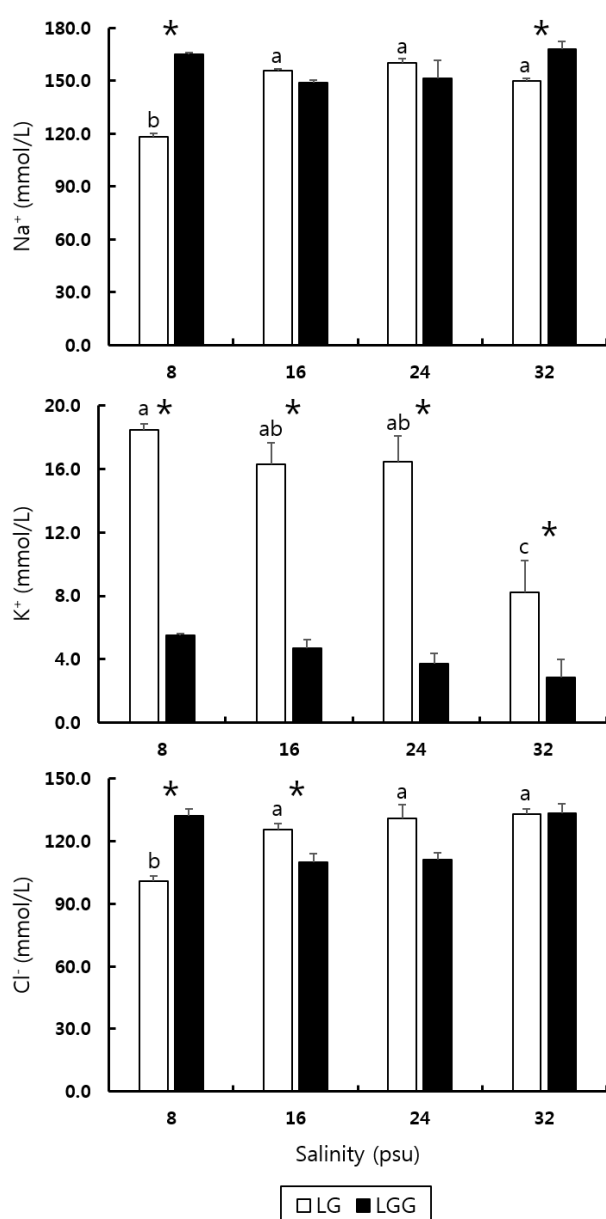 Na⁺ (mmol/L)
180.0
150.0
120.0
90.0
60.0
30.0
0.0
* *
b a a a
8 16 24 32
K⁺ (mmol/L)
20.0
16.0
12.0
8.0
4.0
0.0
a * ab * ab * c *
8 16 24 32
Cl⁻ (mmol/L)
150.0
120.0
90.0
60.0
30.0
0.0
* *
b a a a
8 16 24 32
Salinity (psu)
LG LGG